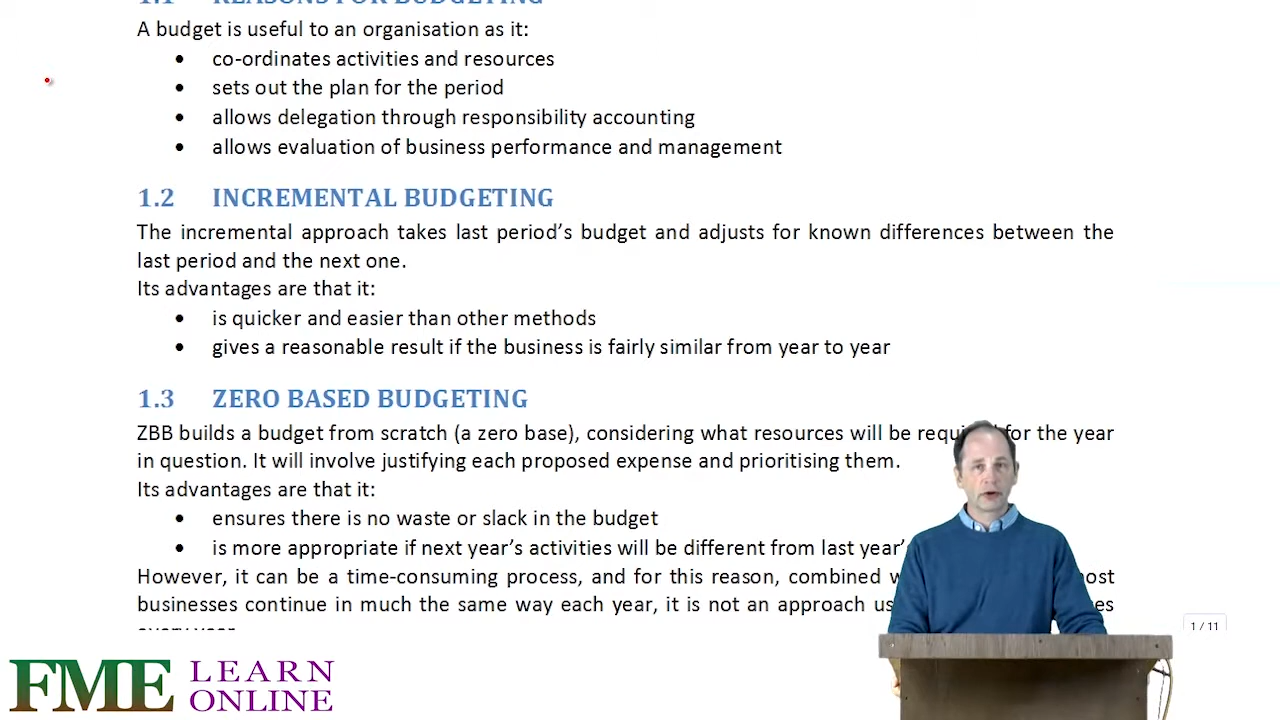 1.1 REASONS FOR BUDGETING
A budget is useful to an organisation as it:
• co-ordinates activities and resources
• sets out the plan for the period
• allows delegation through responsibility accounting
• allows evaluation of business performance and management
1.2 INCREMENTAL BUDGETING
The incremental approach takes last period’s budget and adjusts for known differences between the
last period and the next one.
Its advantages are that it:
• is quicker and easier than other methods
• gives a reasonable result if the business is fairly similar from year to year
1.3 ZERO BASED BUDGETING
ZBB builds a budget from scratch (a zero base), considering what resources will be for the year
in question. It will involve justifying each proposed expense and prioritising them.
Its advantages are that it:
• ensures there is no waste or slack in the budget
• is more appropriate if next year’s activities will be different from last year’
However, it can be a time-consuming process, and for this reason, combined
businesses continue in much the same way each year, it is not an approach
every year
1 / 11
FME LEARN
ONLINE